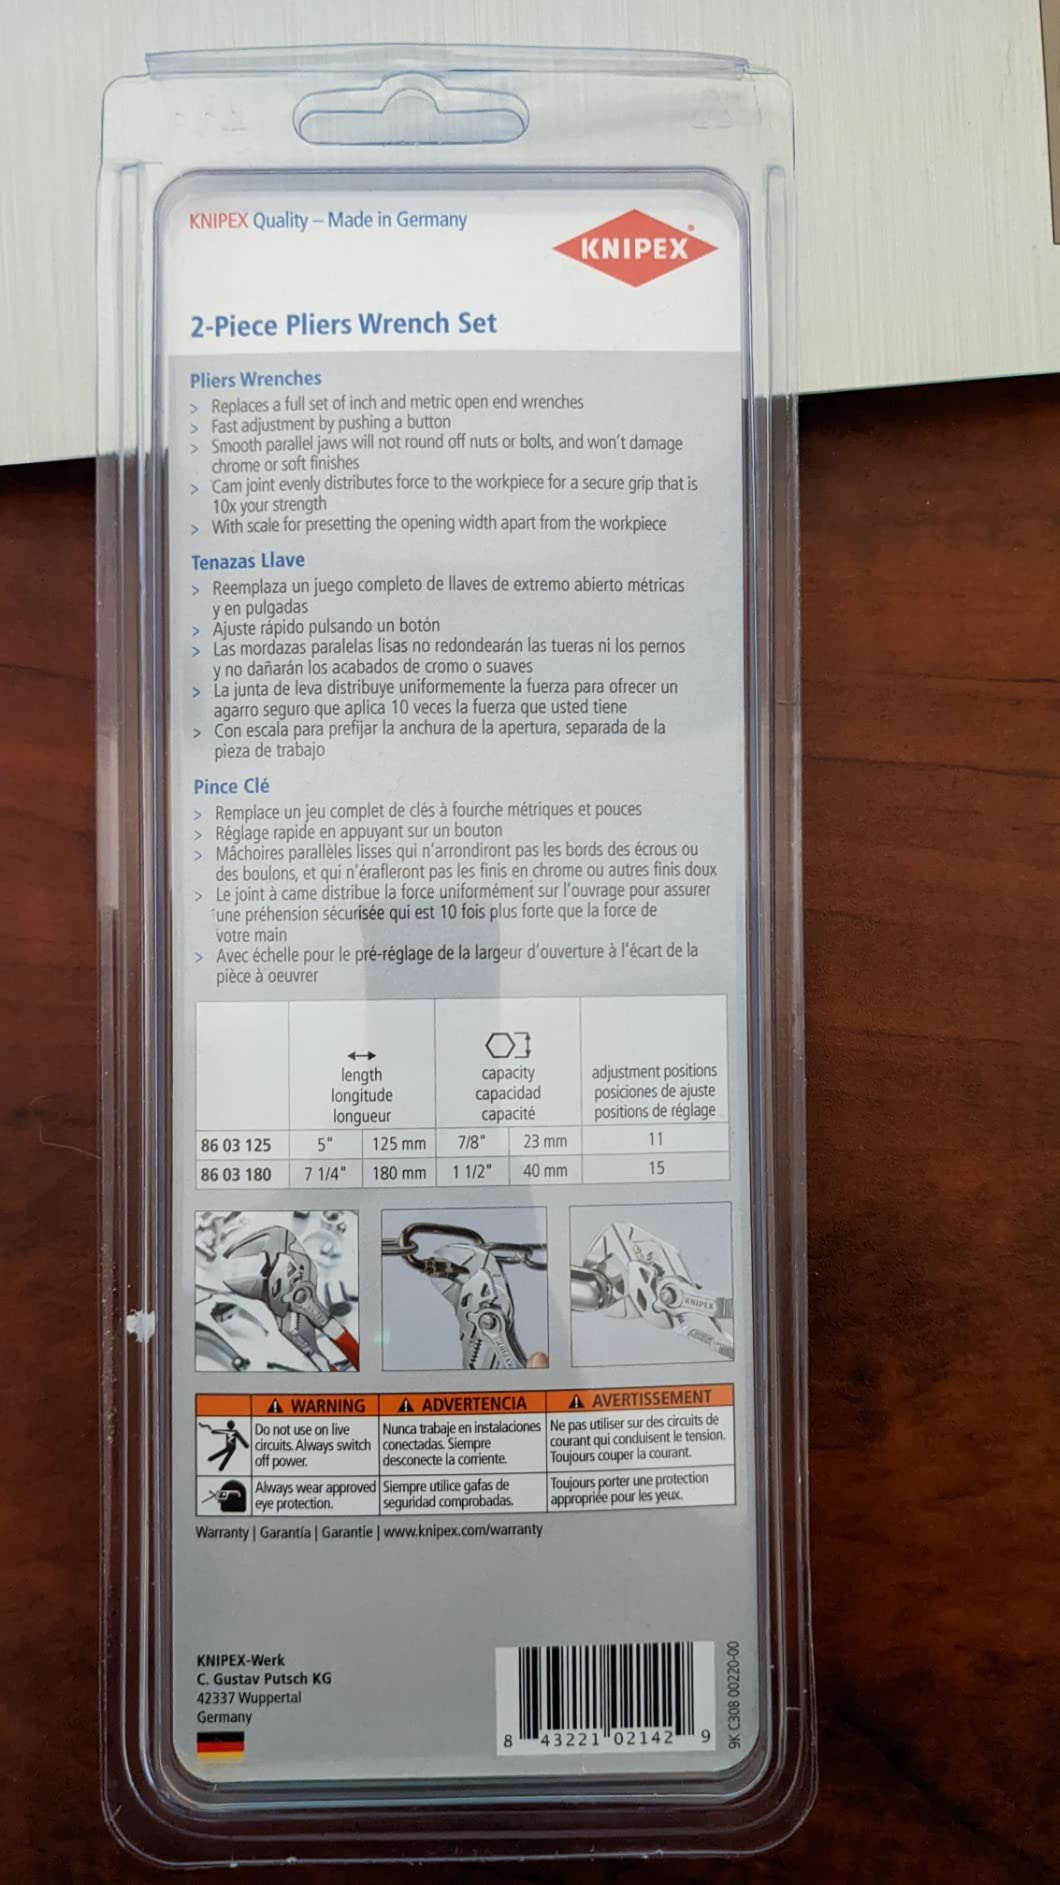 KNIPEX Quality – Made in Germany
KNIPEX
2-Piece Pliers Wrench Set
Pliers Wrenches
> Replaces a full set of inch and metric open end wrenches
> Fast adjustment by pushing a button
> Smooth parallel jaws will not round off nuts or bolts, and won't damage
chrome or soft finishes
> Cam joint evenly distributes force to the workpiece for a secure grip that is
10x your strength
> With scale for presetting the opening width apart from the workpiece
Tenazas Llave
> Reemplaza un juego completo de llaves de extremo abierto métricas
y en pulgadas
> Ajuste rápido pulsando un botón
> Las mordazas paralelas lisas no redondearán las tueras ni los pernos
y no dañarán los acabados de cromo o suaves
> La junta de leva distribuye uniformemente la fuerza para ofrecer un
agarro seguro que aplica 10 veces la fuerza que usted tiene
> Con escala para prefijar la anchura de la apertura, separada de la
pieza de trabajo
Pince Clé
> Remplace un jeu complet de clés à fourche métriques et pouces
> Réglage rapide en appuyant sur un bouton
> Mâchoires parallèles lisses qui n'arrondiront pas les bords des écrous ou
des boulons, et qui n'érafleront pas les finis en chrome ou autres finis doux
> Le joint à came distribue la force uniformément sur l'ouvrage pour assurer
une préhension sécurisée qui est 10 fois plus forte que la force de
votre main
> Avec échelle pour le pré-réglage de la largeur d'ouverture à l'écart de la
pièce à oeuvrer
length capacity adjustment positions
longitude capacidad posiciones de ajuste
longueur capacité positions de réglage
86 03 125 5" 125 mm 7/8" 23 mm 11
86 03 180 7 1/4" 180 mm 1 1/2" 40 mm 15
KNIPEX
WARNING ADVERTENCIA AVERTISSEMENT
Do not use on live Nunca trabaje en instalaciones Ne pas utiliser sur des circuits de
circuits. Always switch conectadas. Siempre courant qui conduisent le tension.
off power. desconecte la corriente. Toujours couper la courant.
Always wear approved Siempre utilice gafas de Toujours porter une protection
eye protection. seguridad comprobadas. appropriée pour les yeux.
Warranty | Garantía | Garantie | www.knipex.com/warranty
KNIPEX-Werk
C. Gustav Putsch KG
42337 Wuppertal
Germany
8 43221 02142 9
9K C308 00220-00